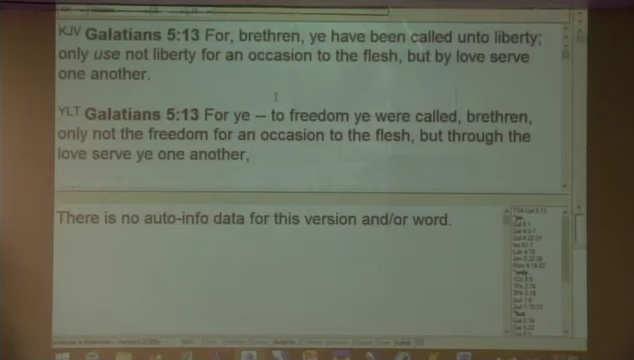 KJV Galatians 5:13 For, brethren, ye have been called unto liberty;
only use not liberty for an occasion to the flesh, but by love serve
one another.
YLT Galatians 5:13 For ye -- to freedom ye were called, brethren,
only not the freedom for an occasion to the flesh, but through the
love serve ye one another,
There is no auto-info data for this version and/or word.